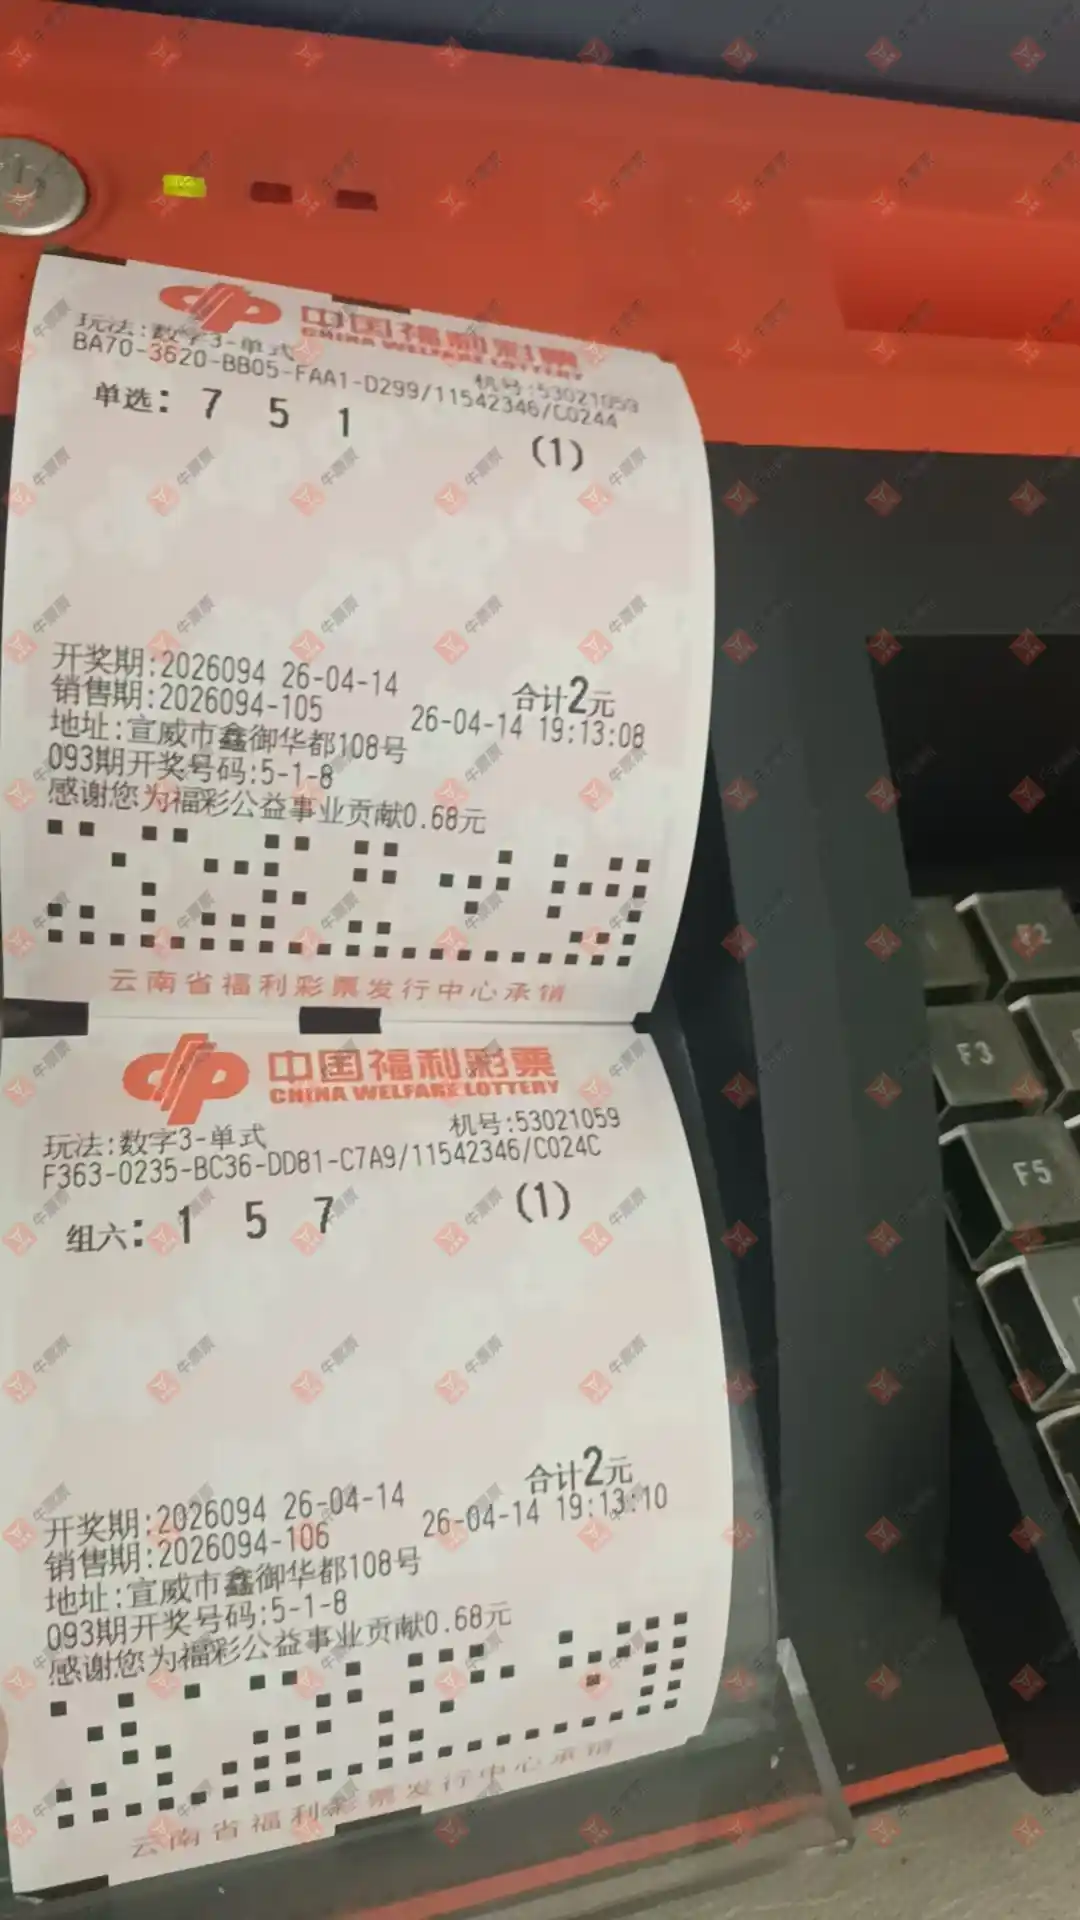 中国福利彩票
CHINA WELFARE LOTTERY
玩法:数字3-单式
机号:53021059
BA70-3620-BB05-FAA1-D299/11542346/C024A
单选: 7 5 1 (1)
开奖期:2026094 26-04-14
合计2元
销售期:2026094-105 26-04-14 19:13:08
地址:宣威市鑫御华都108号
093期开奖号码:5-1-8
感谢您为福彩公益事业贡献0.68元
云南省福利彩票发行中心承销
中国福利彩票
CHINA WELFARE LOTTERY
玩法:数字3-单式 机号:53021059
F363-0235-BC36-DD81-C7A9/11542346/C024C
组六: 1 5 7 (1)
开奖期:2026094 26-04-14 合计2元
销售期:2026094-106 26-04-14 19:13:10
地址:宣威市鑫御华都108号
093期开奖号码:5-1-8
感谢您为福彩公益事业贡献0.68元
云南省福利彩票发行中心承销
F2
F3
F5
牛票票